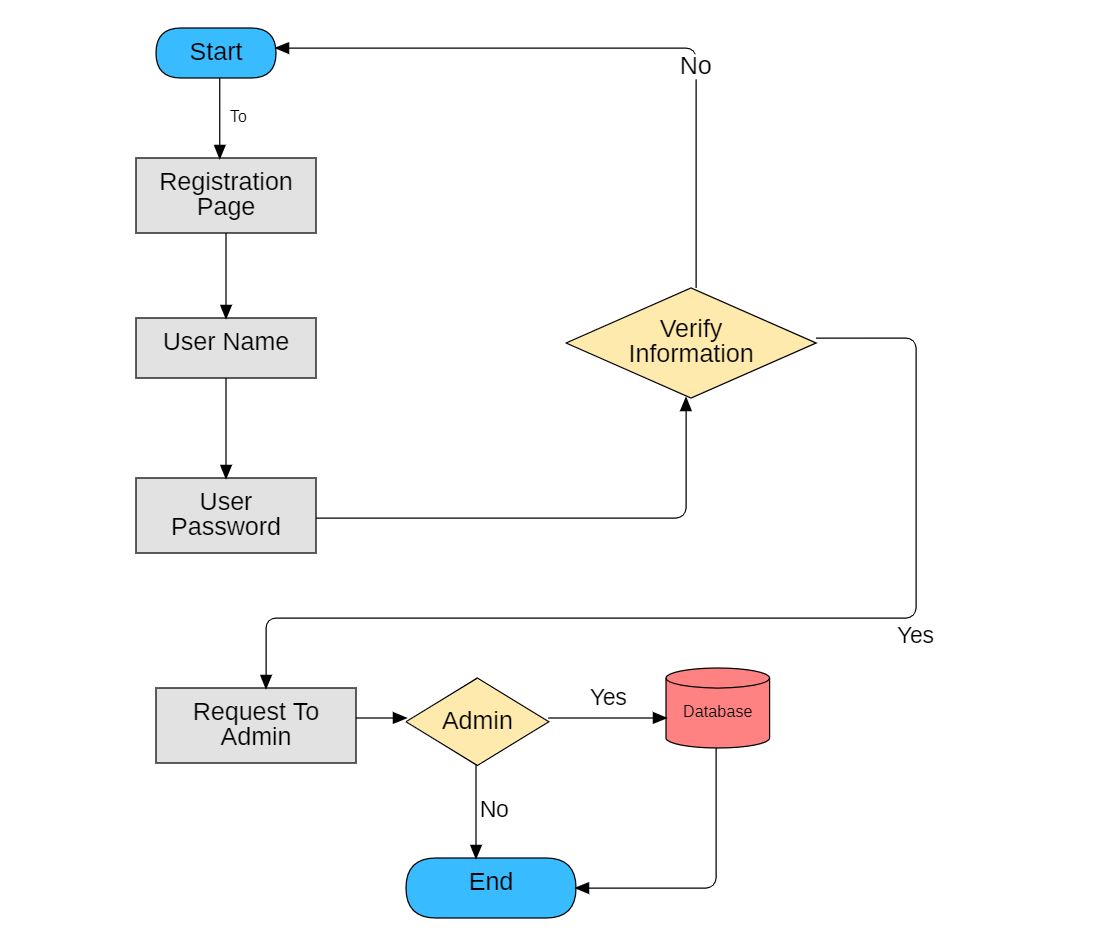 Start
No
To
Registration
Page
User Name
Verify
Information
User
Password
Yes
Request To
Admin
Admin
Yes
Database
No
End